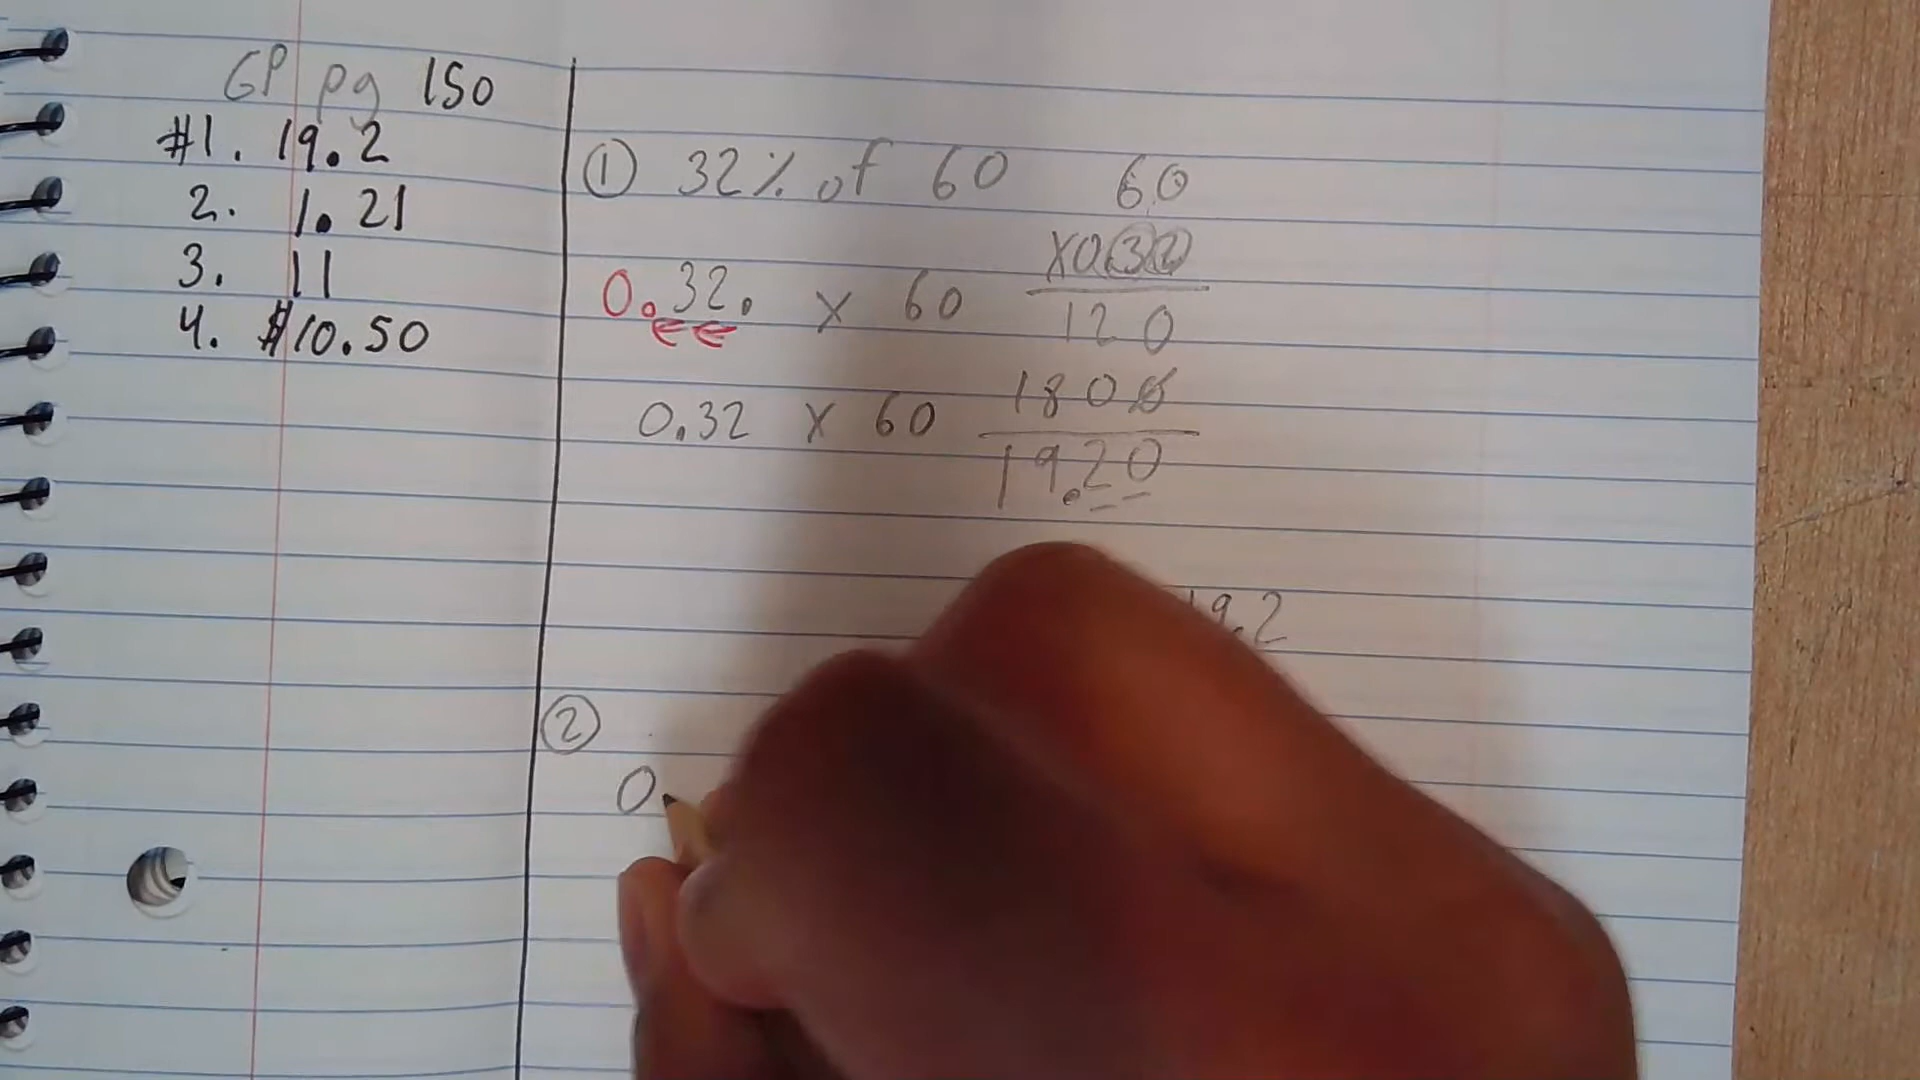 GP pg 150
#1. 19.2
2. 1.21
3. 11
4. $10.50
① 32% of 60
0.32. x 60
0.32 x 60
60
x0.32
120
1800
19.20
19.2
②
0.